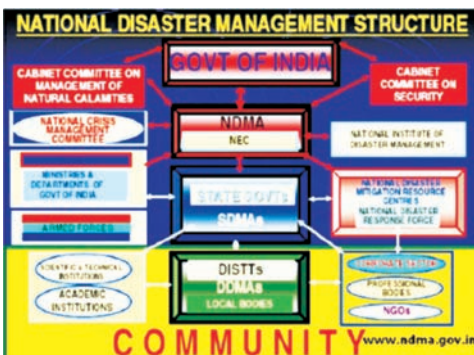 NATIONAL DISASTER MANAGEMENT STRUCTURE
GOVT OF INDIA
CABINET COMMITTEE ON
MANAGEMENT OF
NATURAL CALAMITIES
CABINET
COMMITTEE ON
SECURITY
NATIONAL CRISIS
MANAGEMENT
COMMITTEE
NDMA
NEC
NATIONAL INSTITUTE OF
DISASTER MANAGEMENT
MINISTRIES &
DEPARTMENTS OF
GOVT OF INDIA
STATE GOVTs
SDMAs
NATIONAL DISASTER
MITIGATION RESOURCE
CENTRES
NATIONAL DISASTER
RESPONSE FORCE
ARMED FORCES
INSTITUTIONS
ACADEMIC
INSTITUTIONS
DISTTs
DDMAs
LOCAL BODIES
CORPORATE SECTOR
PROFESSIONAL
BODIES
NGOs
COMMUNITY
www.ndma.gov.in